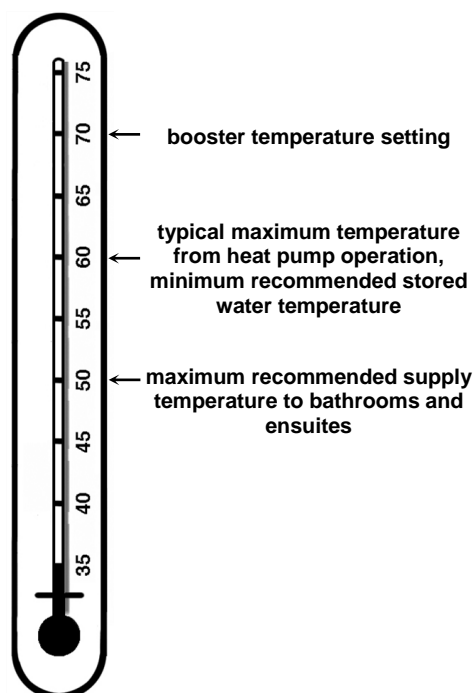 75
70
booster temperature setting
65
typical maximum temperature
60
from heat pump operation,
minimum recommended stored
water temperature
55
50
maximum recommended supply
temperature to bathrooms and
ensuites
45
40
35